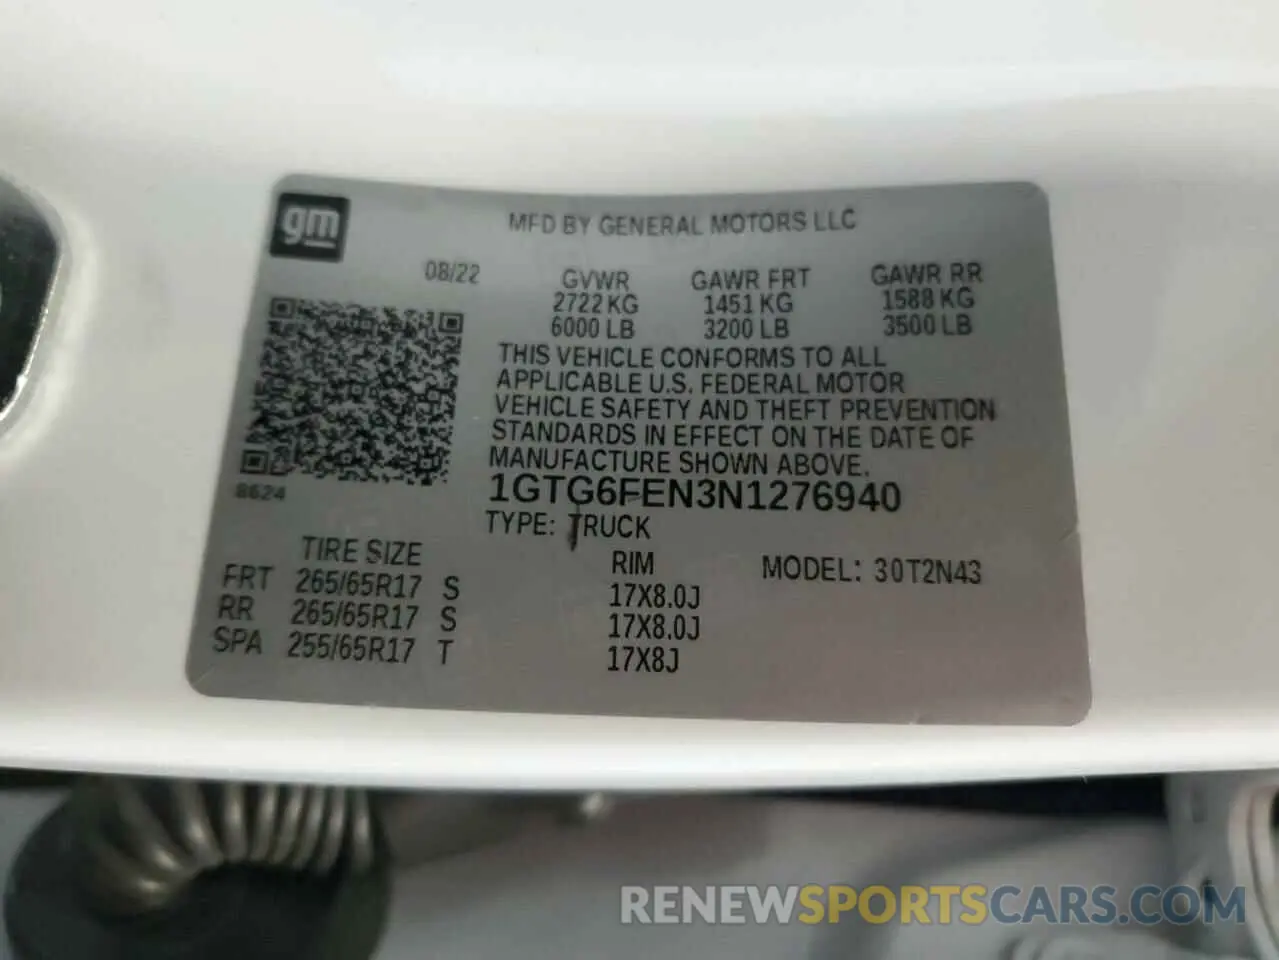 gm
MFD BY GENERAL MOTORS LLC
08/22
GVWR GAWR FRT GAWR RR
2722 KG 1451 KG 1588 KG
6000 LB 3200 LB 3500 LB
THIS VEHICLE CONFORMS TO ALL
APPLICABLE U.S. FEDERAL MOTOR
VEHICLE SAFETY AND THEFT PREVENTION
STANDARDS IN EFFECT ON THE DATE OF
MANUFACTURE SHOWN ABOVE.
8624
1GTG6FEN3N1276940
TYPE: TRUCK
TIRE SIZE RIM MODEL: 30T2N43
FRT 265/65R17 S 17X8.0J
RR 265/65R17 S 17X8.0J
SPA 255/65R17 T 17X8J
RENEWSPORTSCARS.COM